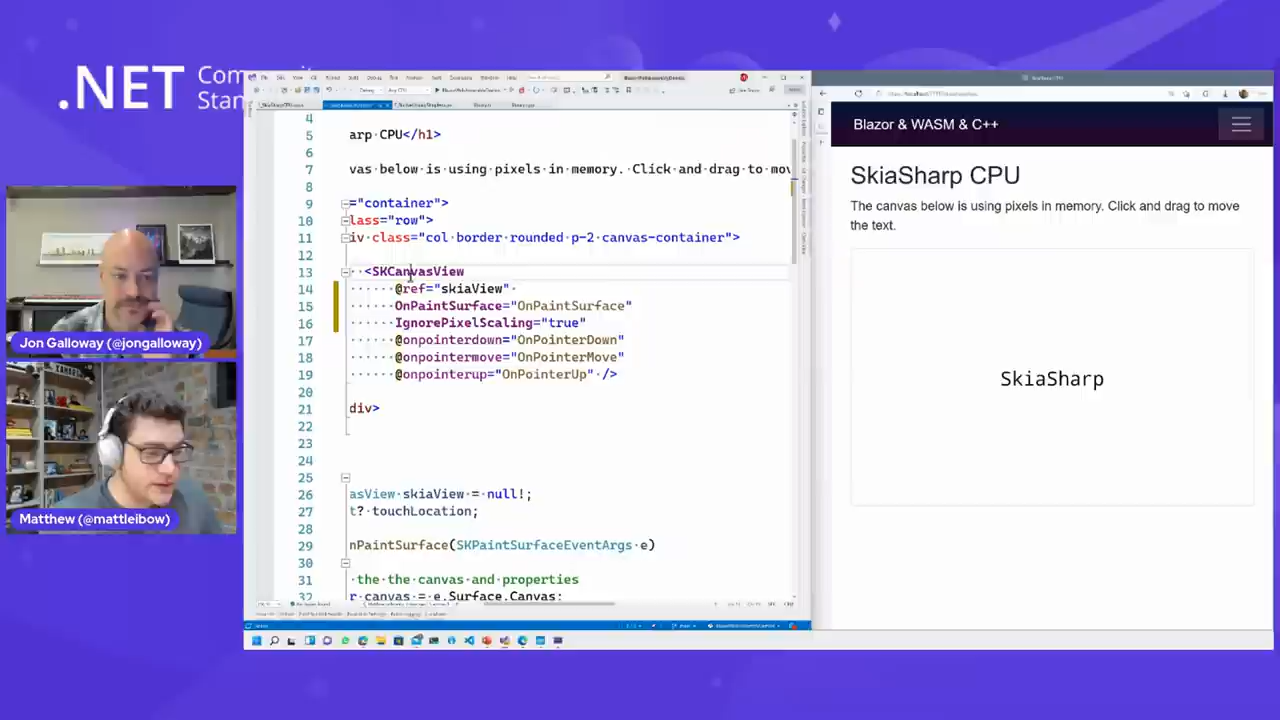 .NET Community
Stan
Jon Galloway (@jongalloway)
Matthew (@mattleibow)
4
5 arp·CPU</h1>
6
7 vas·below·is·using·pixels·in·memory.·Click·and·drag·to·mov
8
9 ="container">
10 lass="row">
11 iv·class="col·border·rounded·p-2·canvas-container">
12
13 <SKCanvasView
14 @ref="skiaView"·
15 OnPaintSurface="OnPaintSurface"
16 IgnorePixelScaling="true"
17 @onpointerdown="OnPointerDown"
18 @onpointermove="OnPointerMove"
19 @onpointerup="OnPointerUp"·/>
20
21 div>
22
23
24
25
26 asView·skiaView·=·null!;
27 t?·touchLocation;
28
29 nPaintSurface(SKPaintSurfaceEventArgs·e)
30
31 ·the·the·canvas·and·properties
32 r·canvas·=·e.Surface.Canvas;
Blazor & WASM & C++
SkiaSharp CPU
The canvas below is using pixels in memory. Click and drag to move
the text.
SkiaSharp